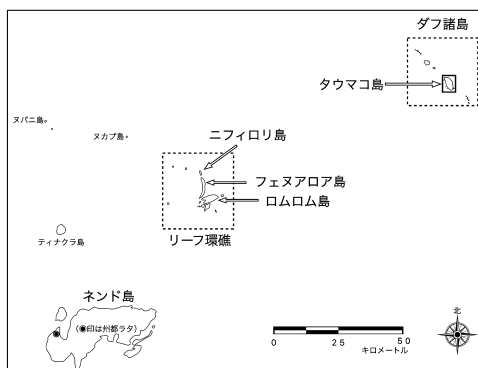 ダフ諸島
タウマコ島
ヌパニ島
ヌカプ島
ニフィロリ島
フェヌアロア島
ロムロム島
リーフ環礁
ティナクラ島
ネンド島
(◉印は州都ラタ)
北
0 25 50
キロメートル